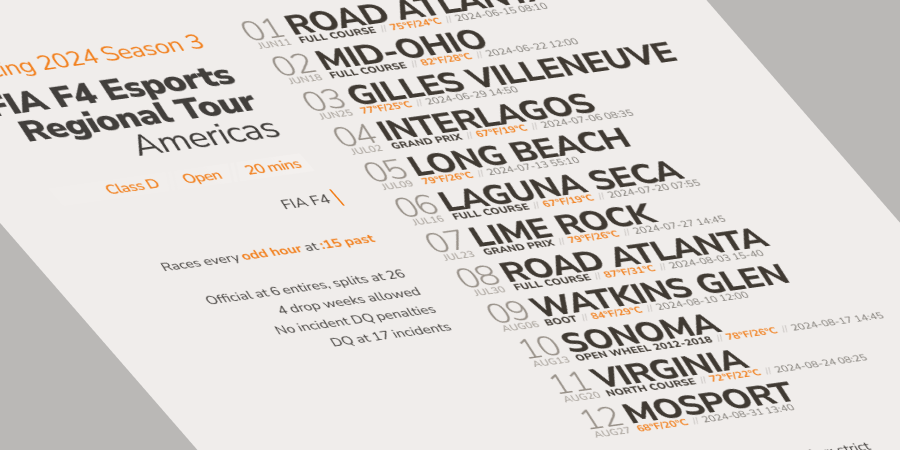 ing 2024 Season 3
FIA F4 Esports
Regional Tour
Americas
Class D Open 20 mins
FIA F4
Races every odd hour at :15 past
Official at 6 entires, splits at 26
4 drop weeks allowed
No incident DQ penalties
DQ at 17 incidents
01 ROAD ATLANTA
JUN11 FULL COURSE // 75°F/24°C // 2024-06-15 08:10
02 MID-OHIO
JUN18 FULL COURSE // 82°F/28°C // 2024-06-22 12:00
03 GILLES VILLENEUVE
JUN25 77°F/25°C // 2024-06-29 14:50
04 INTERLAGOS
JUL02 GRAND PRIX // 67°F/19°C // 2024-07-06 08:35
05 LONG BEACH
JUL09 79°F/26°C // 2024-07-13 55:10
06 LAGUNA SECA
JUL16 FULL COURSE // 67°F/19°C // 2024-07-20 07:55
07 LIME ROCK
JUL23 GRAND PRIX // 79°F/26°C // 2024-07-27 14:45
08 ROAD ATLANTA
JUL30 FULL COURSE // 87°F/31°C // 2024-08-03 15-40
09 WATKINS GLEN
AUG06 BOOT // 84°F/29°C // 2024-08-10 12:00
10 SONOMA
AUG13 OPEN WHEEL 2012-2018 // 78°F/26°C // 2024-08-17 14:45
11 VIRGINIA
AUG20 NORTH COURSE // 72°F/22°C // 2024-08-24 08:25
12 MOSPORT
AUG27 68°F/20°C // 2024-08-31 13:40
strict